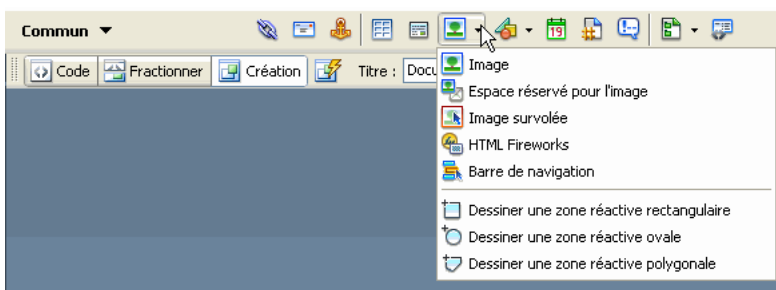 Commun
19
Code Fractionner Création Titre : Docu
Image
Espace réservé pour l'image
Image survolée
HTML Fireworks
Barre de navigation
Dessiner une zone réactive rectangulaire
Dessiner une zone réactive ovale
Dessiner une zone réactive polygonale